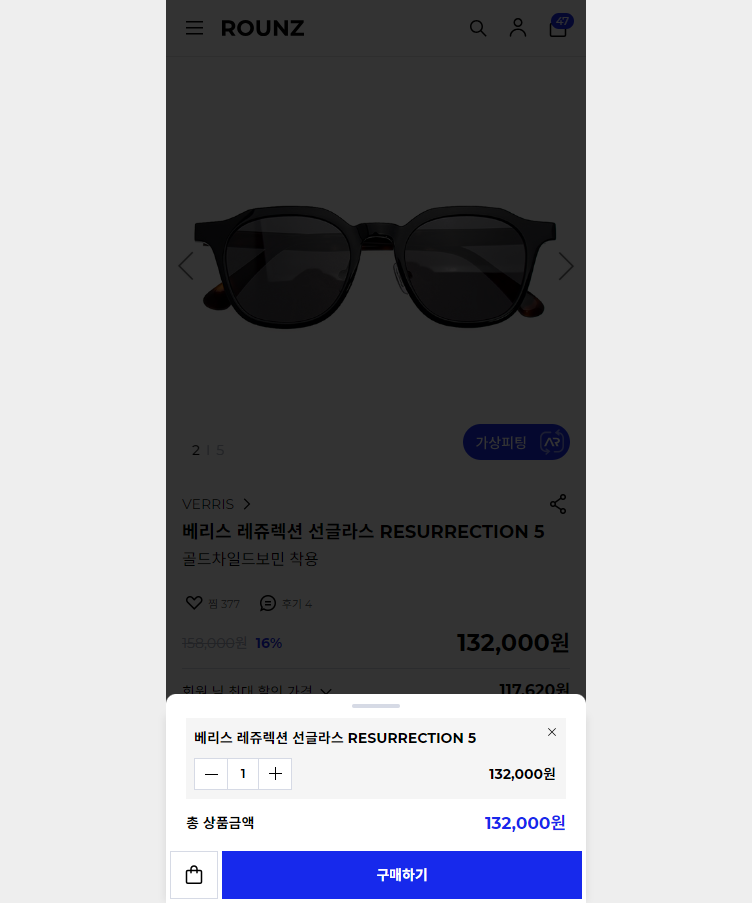 ROUNZ
47
2 | 5
가상피팅 AR
VERRIS
베리스 레쥬렉션 선글라스 RESURRECTION 5
골드차일드보민 착용
찜 377 후기 4
158,000원 16% 132,000원
회원 님 최대 할인 가격 117,620원
베리스 레쥬렉션 선글라스 RESURRECTION 5
1 132,000원
총 상품금액 132,000원
구매하기